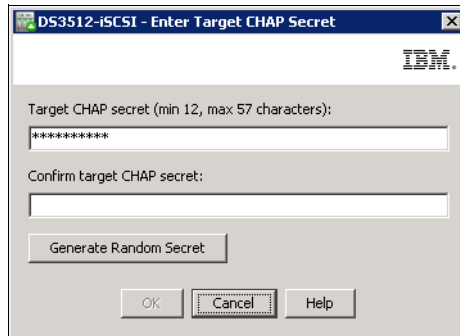 DS3512-iSCSI - Enter Target CHAP Secret
IBM.
Target CHAP secret (min 12, max 57 characters):
**********
Confirm target CHAP secret:
Generate Random Secret
OK Cancel Help